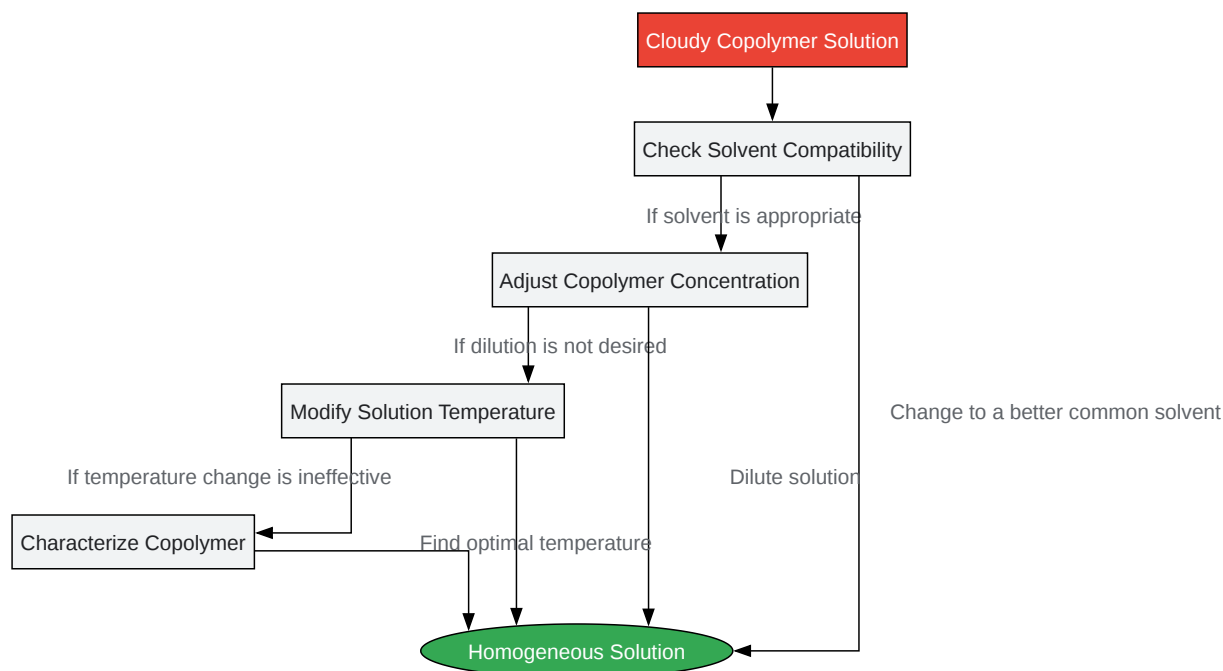 Cloudy Copolymer Solution
Check Solvent Compatibility
If solvent is appropriate
Adjust Copolymer Concentration
If dilution is not desired
Modify Solution Temperature
Change to a better common solvent
If temperature change is ineffective
Dilute solution
Characterize Copolymer
Find optimal temperature
Homogeneous Solution